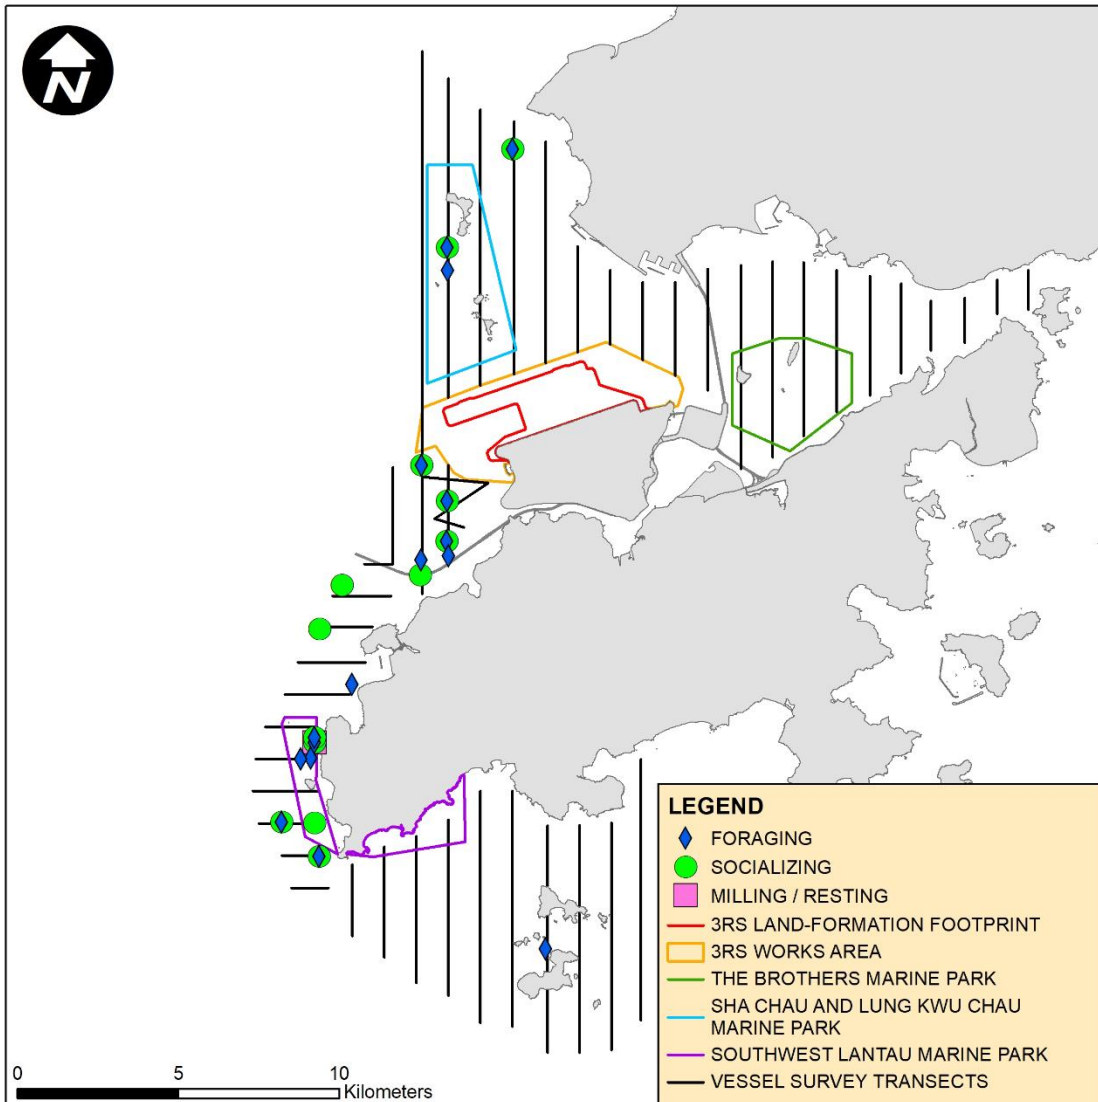 N
LEGEND
FORAGING
SOCIALIZING
MILLING / RESTING
3RS LAND-FORMATION FOOTPRINT
3RS WORKS AREA
THE BROTHERS MARINE PARK
SHA CHAU AND LUNG KWU CHAU
MARINE PARK
SOUTHWEST LANTAU MARINE PARK
VESSEL SURVEY TRANSECTS
0 5 10
Kilometers